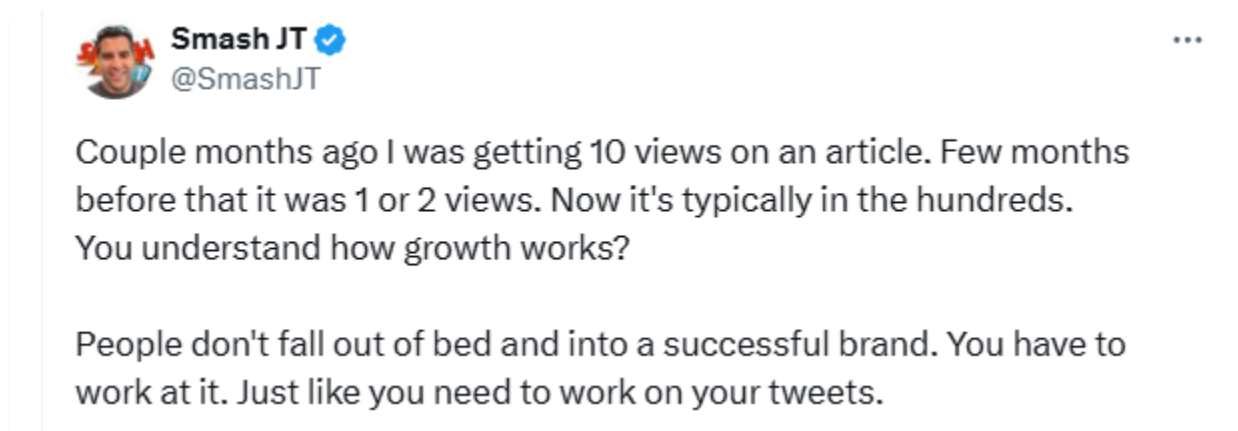 Smash JT
@SmashJT
Couple months ago I was getting 10 views on an article. Few months
before that it was 1 or 2 views. Now it's typically in the hundreds.
You understand how growth works?
People don't fall out of bed and into a successful brand. You have to
work at it. Just like you need to work on your tweets.